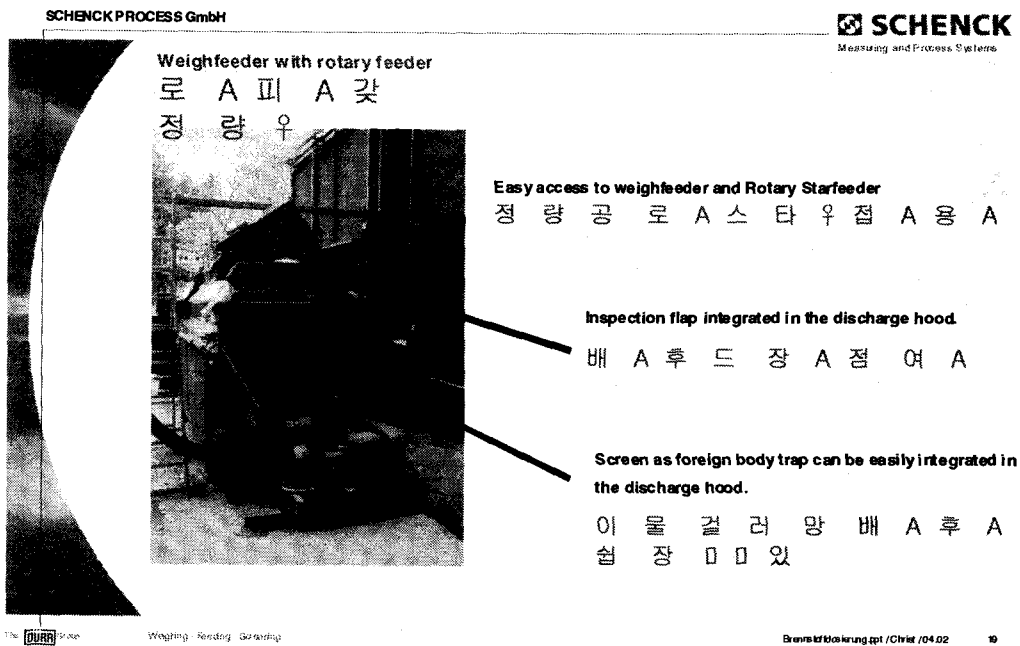 SCHENCK PROCESS GmbH
SCHENCK
Measuring and Process Systems
Weighfeeder with rotary feeder
로 A 피 A 갖
정 량 우
Easy access to weighfeeder and Rotary Starfeeder
정 량 공 로 A 스 타 우 접 A 용 A
Inspection flap integrated in the discharge hood.
배 A 후 드 장 A 점 여 A
Screen as foreign body trap can be easily integrated in
the discharge hood.
이 물 걸 러 망 배 A 후 A
쉽 장 ㅁ ㅁ 있
The DÜRR Group
Weighing · Feeding · Screening
Brennstoffdosierung.ppt /Christ /04.02
19